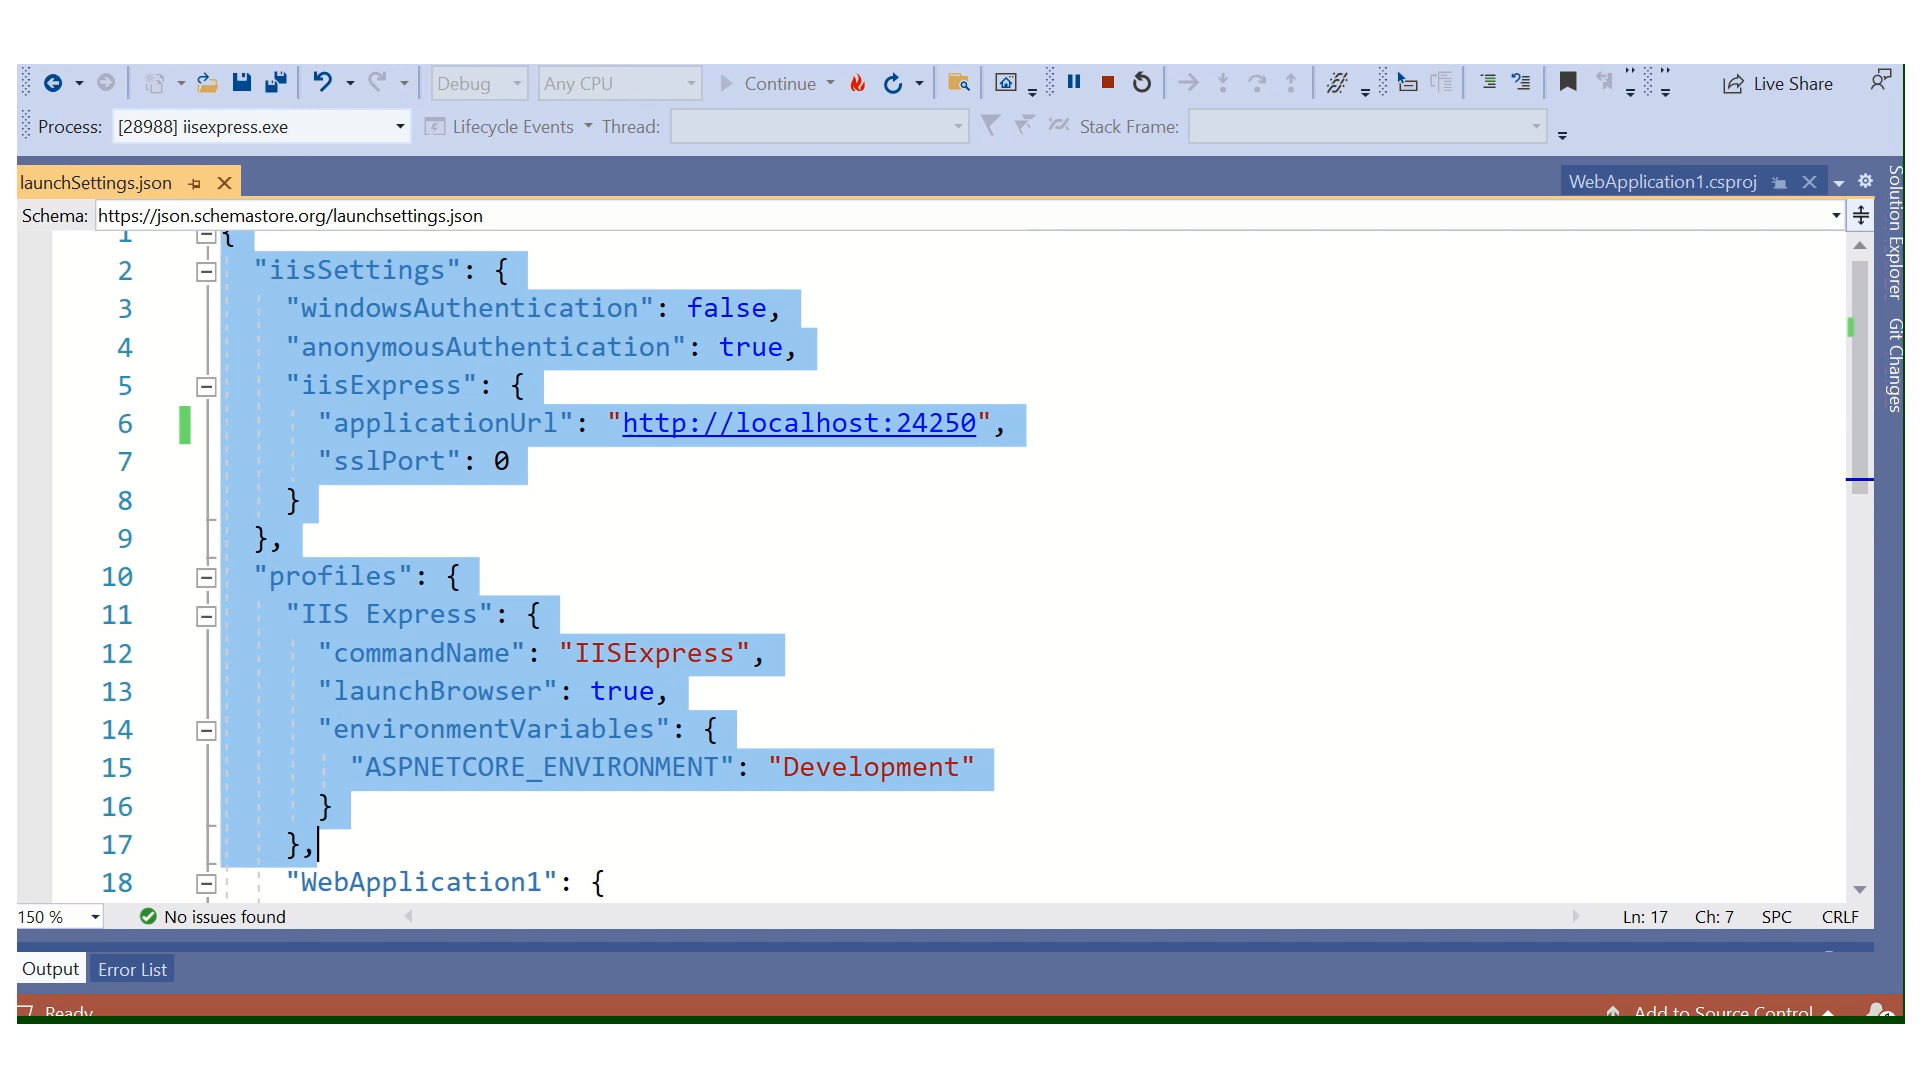 Debug Any CPU Continue Live Share
Process: [28988] iisexpress.exe Lifecycle Events Thread: Stack Frame:
launchSettings.json WebApplication1.csproj
Schema: https://json.schemastore.org/launchsettings.json
1 {
2 "iisSettings": {
3 "windowsAuthentication": false,
4 "anonymousAuthentication": true,
5 "iisExpress": {
6 "applicationUrl": "http://localhost:24250",
7 "sslPort": 0
8 }
9 },
10 "profiles": {
11 "IIS Express": {
12 "commandName": "IISExpress",
13 "launchBrowser": true,
14 "environmentVariables": {
15 "ASPNETCORE_ENVIRONMENT": "Development"
16 }
17 },
18 "WebApplication1": {
150 % No issues found Ln: 17 Ch: 7 SPC CRLF
Output Error List
Ready Add to Source Control
Solution Explorer
Git Changes